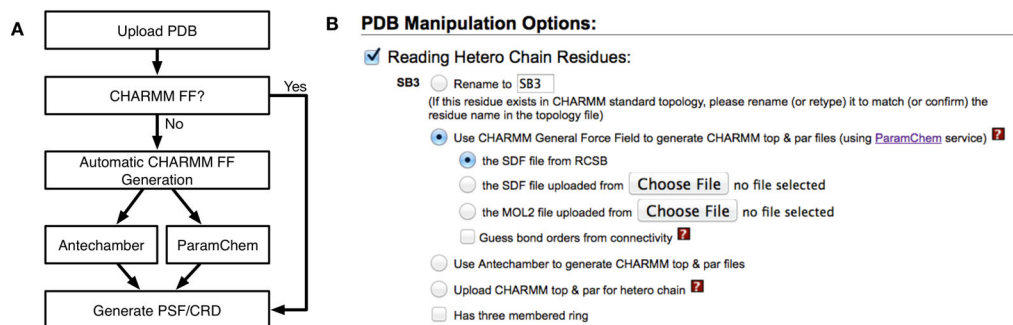 A
Upload PDB
CHARMM FF?
Yes
No
Automatic CHARMM FF
Generation
Antechamber
ParamChem
Generate PSF/CRD
B
PDB Manipulation Options:
Reading Hetero Chain Residues:
SB3 Rename to SB3
(If this residue exists in CHARMM standard topology, please rename (or retype) it to match (or confirm) the
residue name in the topology file)
Use CHARMM General Force Field to generate CHARMM top & par files (using ParamChem service) ?
the SDF file from RCSB
the SDF file uploaded from Choose File no file selected
the MOL2 file uploaded from Choose File no file selected
Guess bond orders from connectivity ?
Use Antechamber to generate CHARMM top & par files
Upload CHARMM top & par for hetero chain ?
Has three membered ring